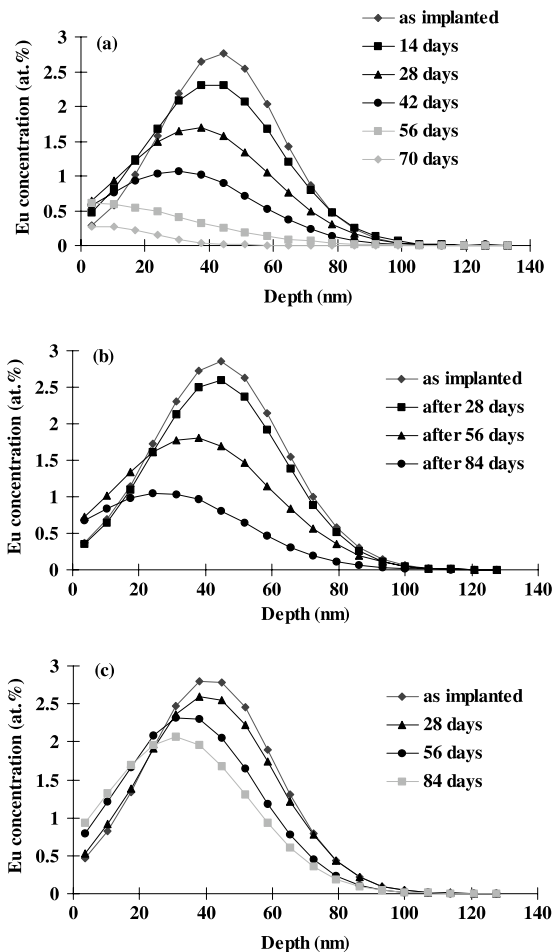 as implanted
(a)
14 days
28 days
42 days
56 days
70 days
Eu concentration (at.%)
3
2.5
2
1.5
1
0.5
0
0 20 40 60 80 100 120 140
Depth (nm)
(b)
as implanted
after 28 days
after 56 days
after 84 days
Eu concentration (at.%)
3
2.5
2
1.5
1
0.5
0
0 20 40 60 80 100 120 140
Depth (nm)
(c)
as implanted
28 days
56 days
84 days
Eu concentration (at.%)
3
2.5
2
1.5
1
0.5
0
0 20 40 60 80 100 120 140
Depth (nm)